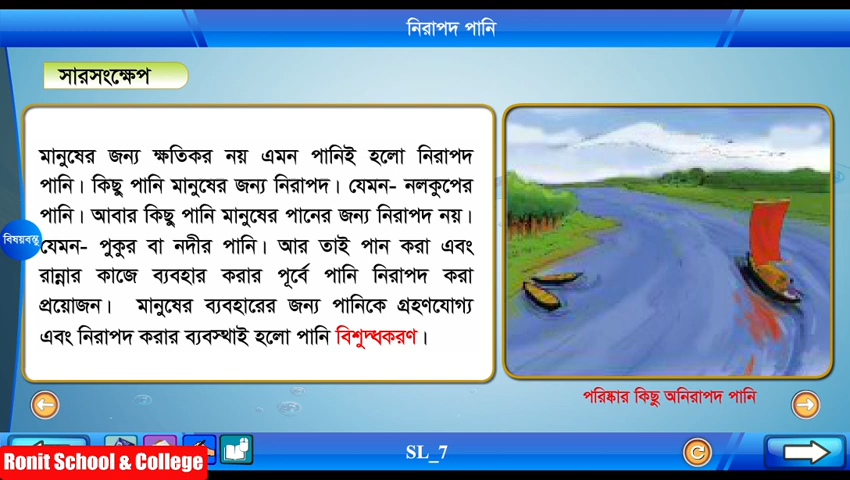 নিরাপদ পানি
সারসংক্ষেপ
মানুষের জন্য ক্ষতিকর নয় এমন পানিই হলো নিরাপদ
পানি। কিছু পানি মানুষের জন্য নিরাপদ। যেমন- নলকুপের
পানি। আবার কিছু পানি মানুষের পানের জন্য নিরাপদ নয়।
যেমন- পুকুর বা নদীর পানি। আর তাই পান করা এবং
রান্নার কাজে ব্যবহার করার পূর্বে পানি নিরাপদ করা
প্রয়োজন। মানুষের ব্যবহারের জন্য পানিকে গ্রহণযোগ্য
এবং নিরাপদ করার ব্যবস্থাই হলো পানি বিশুদ্ধকরণ।
বিষয়বস্তু
পরিষ্কার কিছু অনিরাপদ পানি
SL_7
Ronit School & College